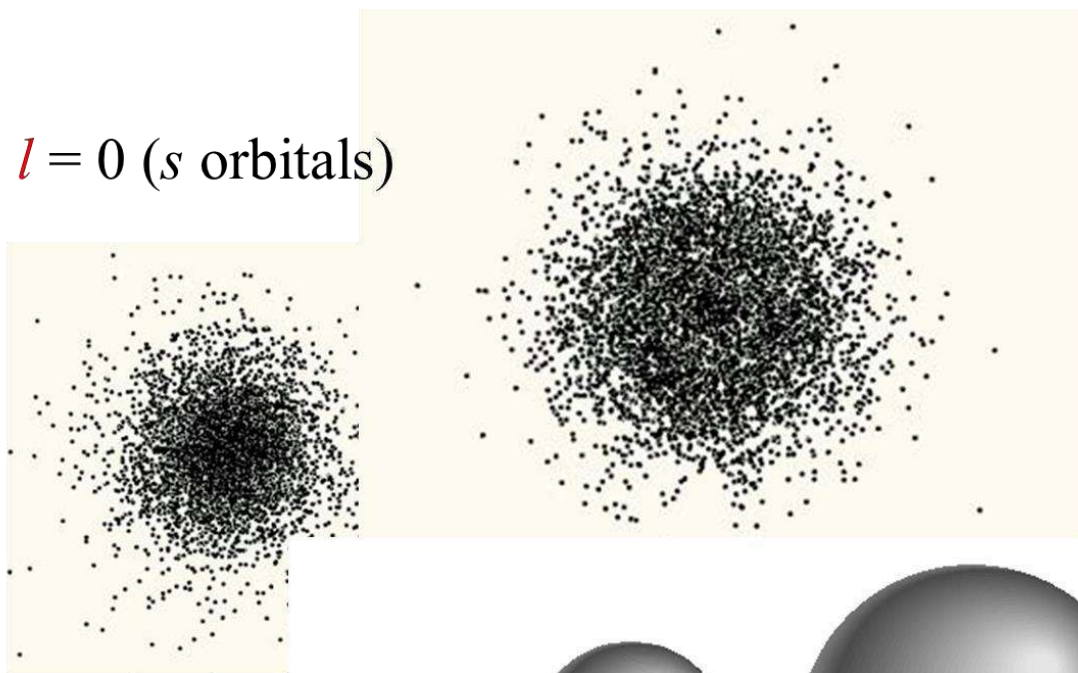 l = 0 (s orbitals)